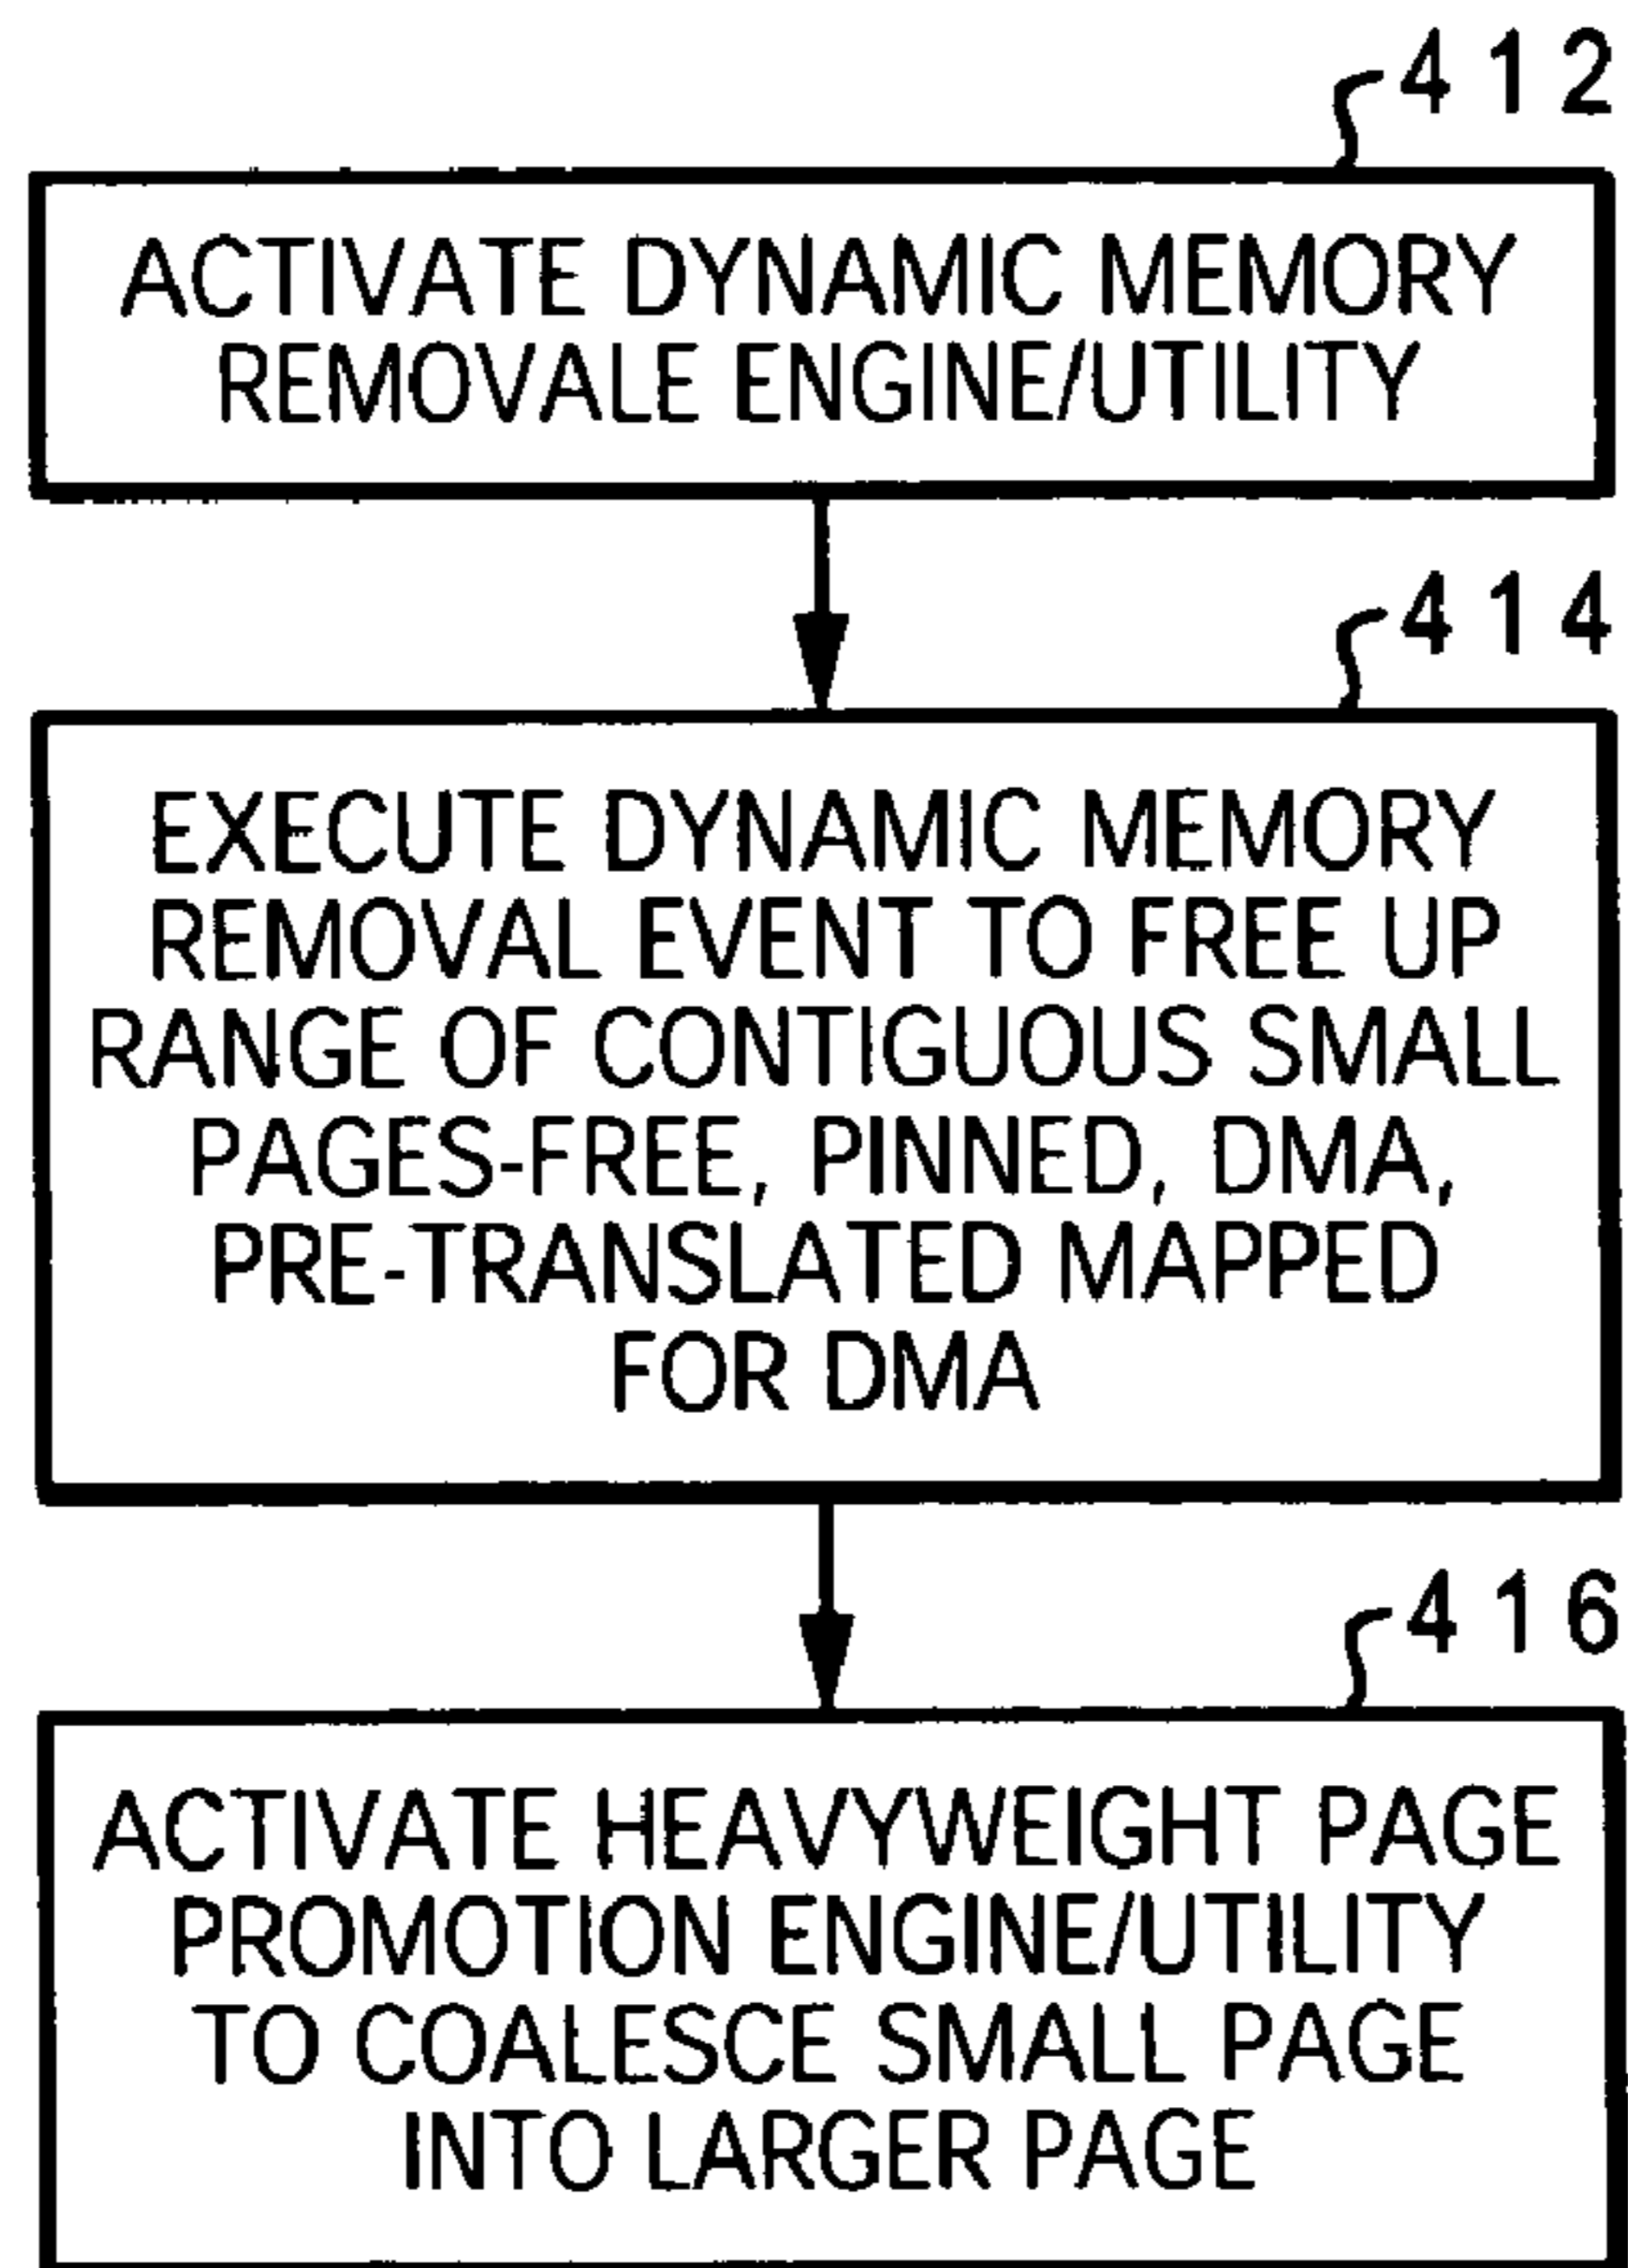 412
ACTIVATE DYNAMIC MEMORY
REMOVALE ENGINE/UTILITY
414
EXECUTE DYNAMIC MEMORY
REMOVAL EVENT TO FREE UP
RANGE OF CONTIGUOUS SMALL
PAGES-FREE, PINNED, DMA,
PRE-TRANSLATED MAPPED
FOR DMA
416
ACTIVATE HEAVYWEIGHT PAGE
PROMOTION ENGINE/UTILITY
TO COALESCE SMALL PAGE
INTO LARGER PAGE